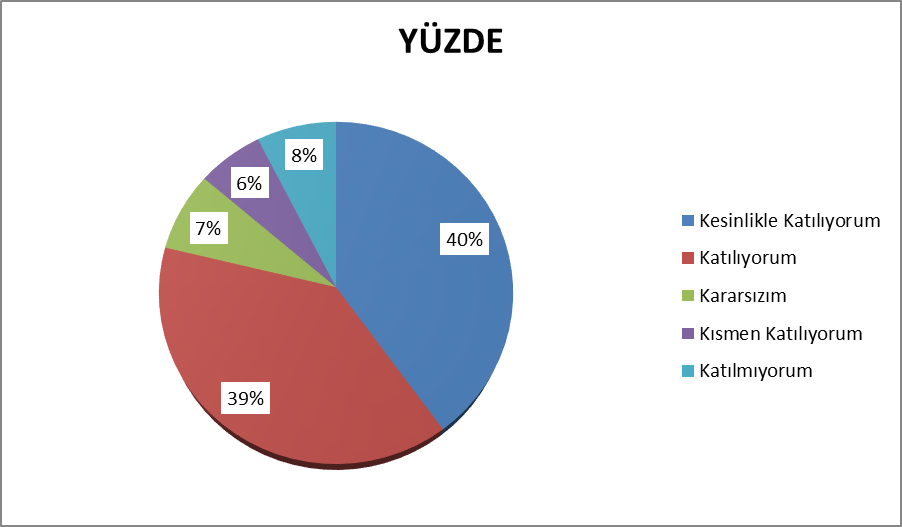 YÜZDE
8%
6%
7%
40%
39%
Kesinlikle Katılıyorum
Katılıyorum
Kararsızım
Kısmen Katılıyorum
Katılmıyorum